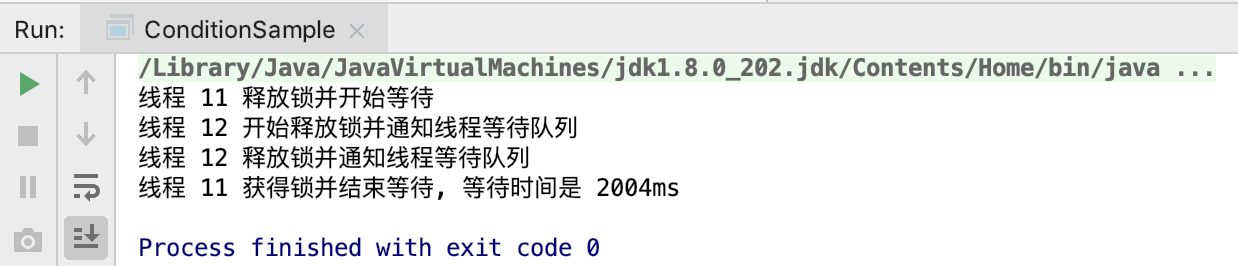 Run: ConditionSample
/Library/Java/JavaVirtualMachines/jdk1.8.0_202.jdk/Contents/Home/bin/java ...
线程 11 释放锁并开始等待
线程 12 开始释放锁并通知线程等待队列
线程 12 释放锁并通知线程等待队列
线程 11 获得锁并结束等待, 等待时间是 2004ms
Process finished with exit code 0